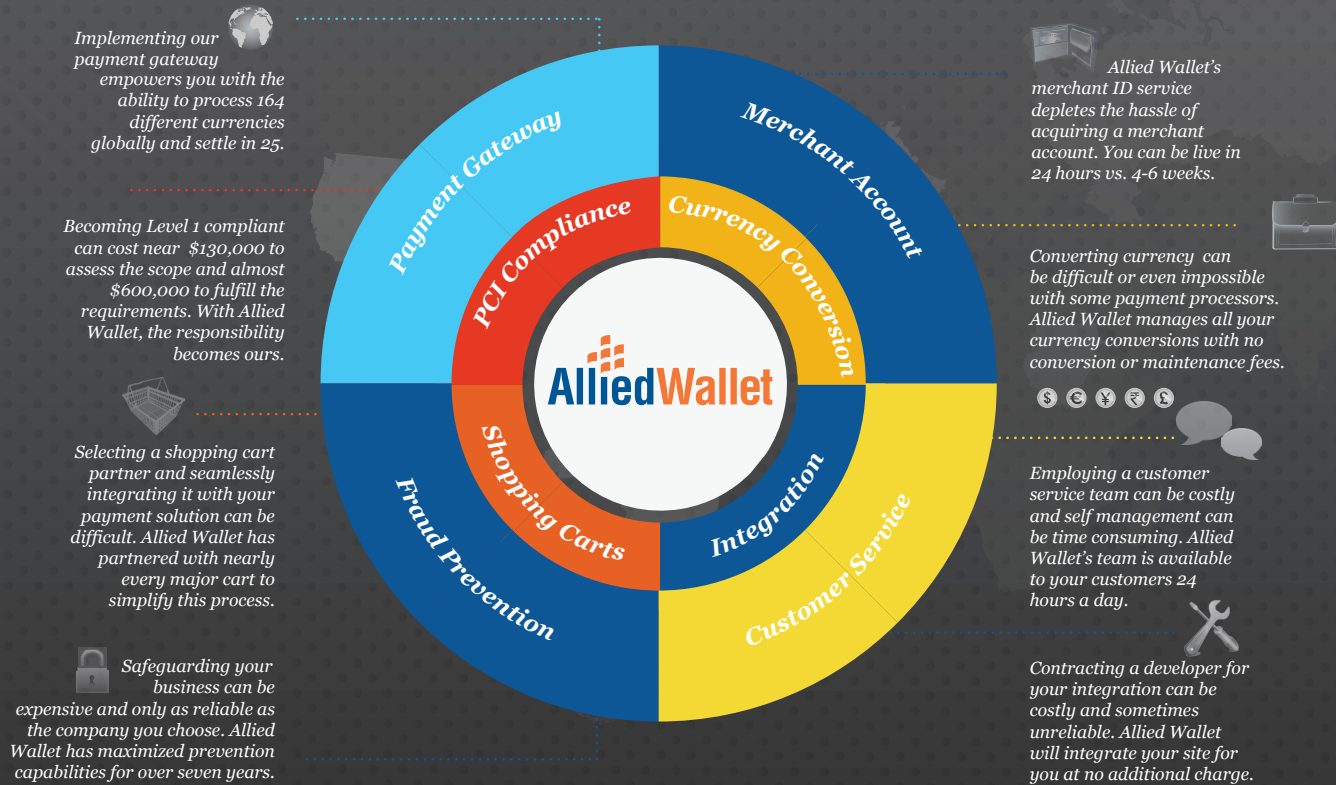 Implementing our
payment gateway
empowers you with the
ability to process 164
different currencies
globally and settle in 25.
Becoming Level 1 compliant
can cost near $130,000 to
assess the scope and almost
$600,000 to fulfill the
requirements. With Allied
Wallet, the responsibility
becomes ours.
Selecting a shopping cart
partner and seamlessly
integrating it with your
payment solution can be
difficult. Allied Wallet has
partnered with nearly
every major cart to
simplify this process.
Safeguarding your
business can be
expensive and only as reliable as
the company you choose. Allied
Wallet has maximized prevention
capabilities for over seven years.
Payment Gateway
Merchant Account
PCI Compliance
Currency Conversion
AlliedWallet
Shopping Carts
Integration
Fraud Prevention
Customer Service
Allied Wallet's
merchant ID service
depletes the hassle of
acquiring a merchant
account. You can be live in
24 hours vs. 4-6 weeks.
Converting currency can
be difficult or even impossible
with some payment processors.
Allied Wallet manages all your
currency conversions with no
conversion or maintenance fees.
$ € ¥ ₹ £
Employing a customer
service team can be costly
and self management can
be time consuming. Allied
Wallet's team is available
to your customers 24
hours a day.
Contracting a developer for
your integration can be
costly and sometimes
unreliable. Allied Wallet
will integrate your site for
you at no additional charge.